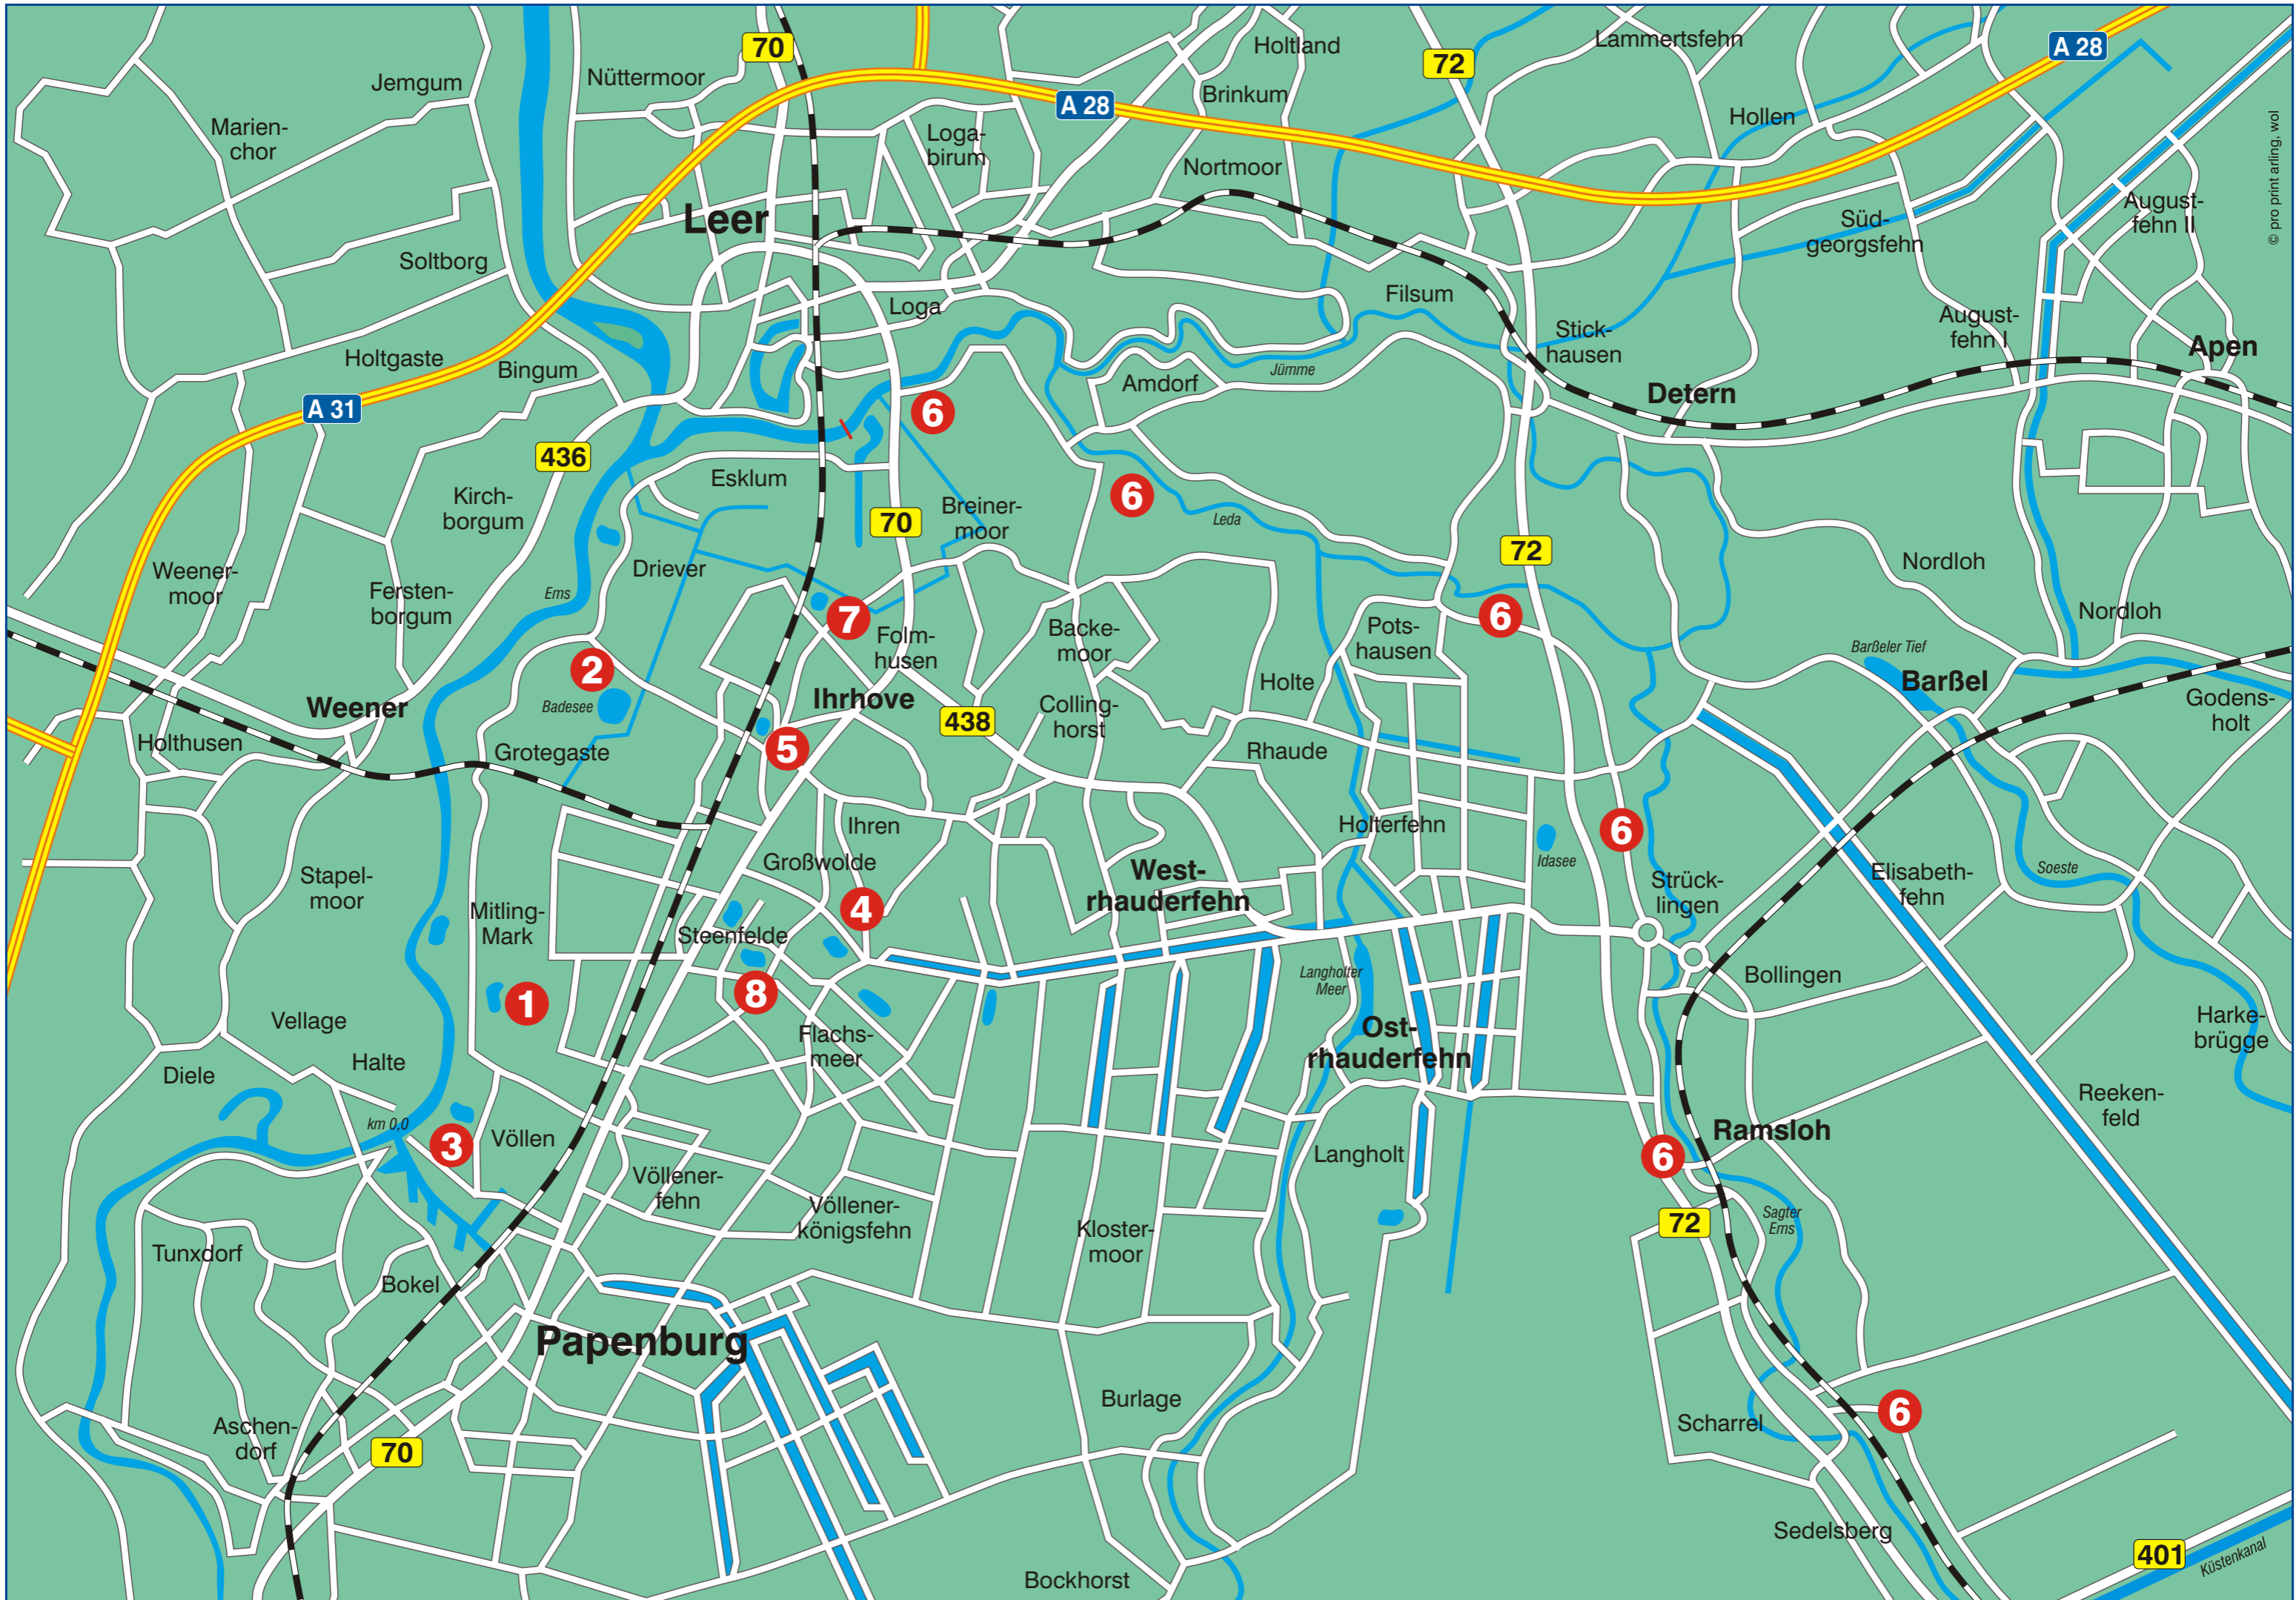 70
Holtland
Lammertsfehn
A 28
72
Jemgum
Nüttermoor
A 28
Brinkum
Hollen
Marien-
chor
Loga-
birum
© pro print arling, wol
Nortmoor
Leer
Süd-
georgsfehn
August-
fehn II
Soltborg
Filsum
Loga
Stick-
hausen
August-
fehn I
Apen
Holtgaste
Bingum
Jümme
Amdorf
Detern
A 31
6
436
Esklum
6
Kirch-
borgum
70
Breiner-
moor
Leda
72
Weener-
moor
Driever
Nordloh
Fersten-
borgum
Ems
7
Folm-
husen
Backe-
moor
Pots-
hausen
6
Nordloh
Barßeler Tief
2
Badesee
Weener
Ihrhove
438
Colling-
horst
Holte
Barßel
Godens-
holt
Holthusen
Grotegaste
5
Rhaude
Ihren
Holterfehn
6
Idasee
Großwolde
West-
rhauderfehn
Stapel-
moor
Strück-
lingen
Elisabeth-
fehn
Soeste
Mitling-
Mark
4
Steenfelde
8
1
Langholter
Meer
Bollingen
Vellage
Flachs-
meer
Ost-
rhauderfehn
Harke-
brügge
Halte
Diele
Reeken-
feld
km 0,0
3
Völlen
Langholt
Ramsloh
6
Völlener-
fehn
Völlener-
königsfehn
Kloster-
moor
72
Sagter
Ems
Tunxdorf
Bokel
Papenburg
Burlage
Aschen-
dorf
70
Scharrel
6
Sedelsberg
401
Küstenkanal
Bockhorst